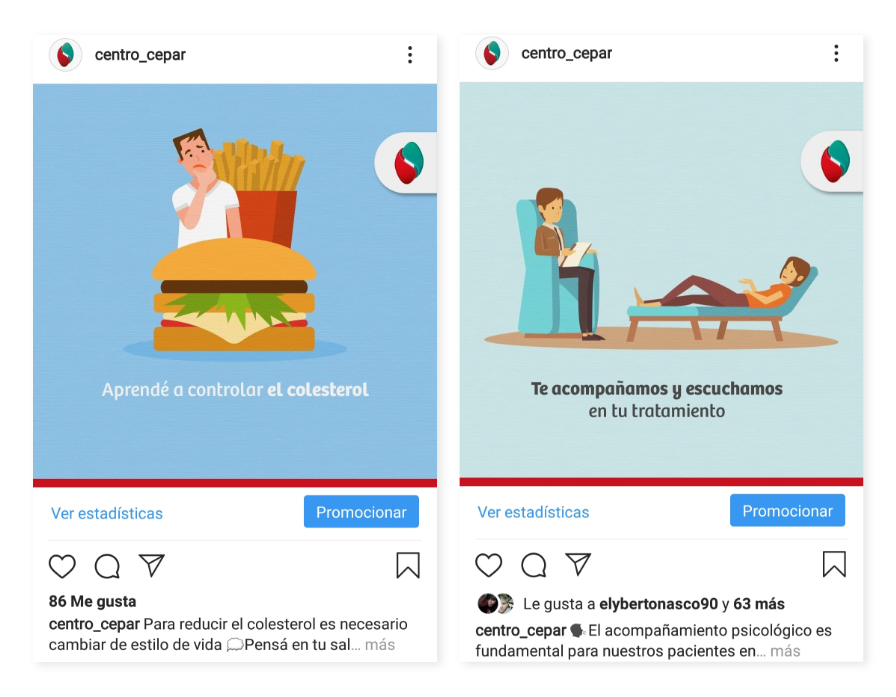 centro_cepar
Aprendé a controlar el colesterol
Ver estadísticas
Promocionar
86 Me gusta
centro_cepar Para reducir el colesterol es necesario
cambiar de estilo de vida 💭Pensá en tu sal... más
centro_cepar
Te acompañamos y escuchamos
en tu tratamiento
Ver estadísticas
Promocionar
Le gusta a elybertonasco90 y 63 más
centro_cepar 🗣El acompañamiento psicológico es
fundamental para nuestros pacientes en... más